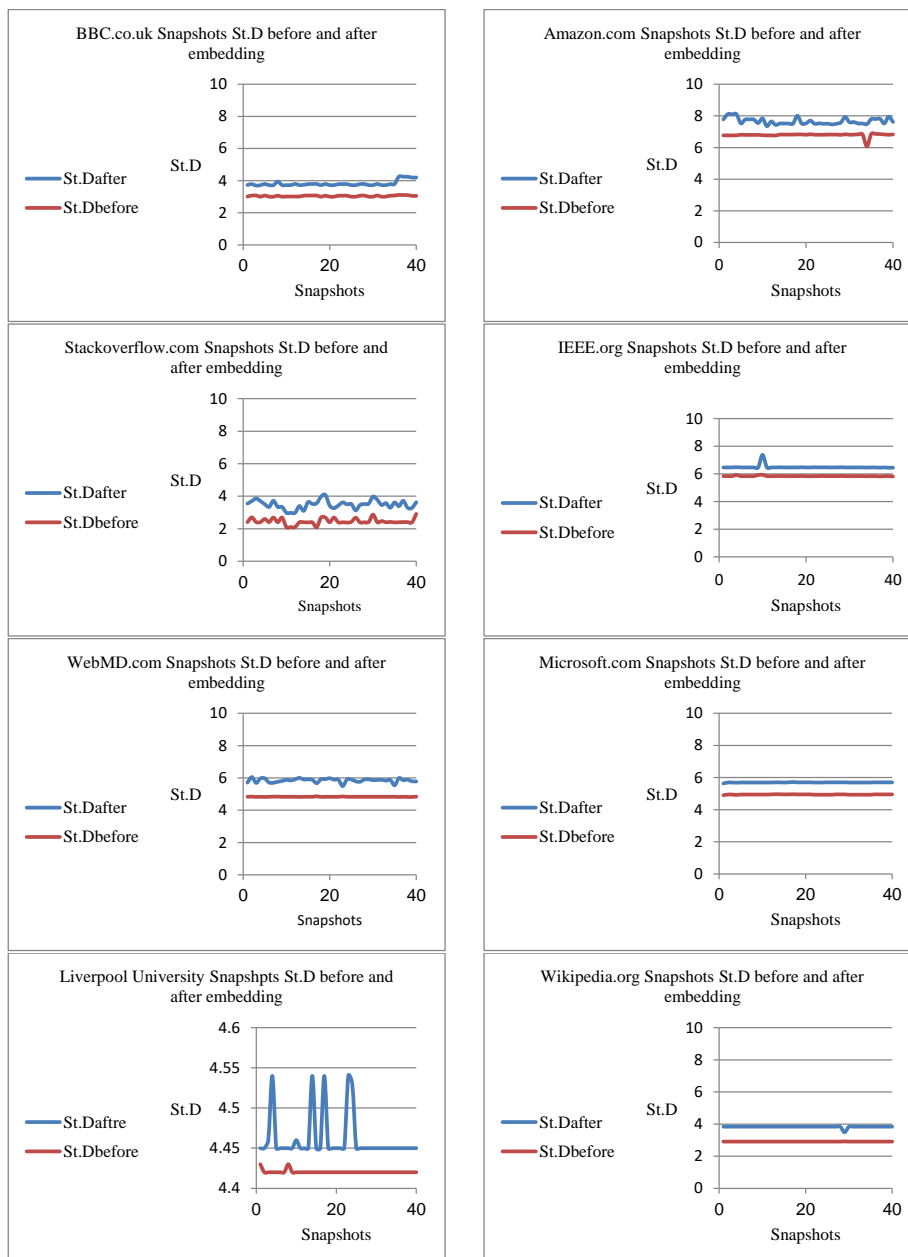 BBC.co.uk Snapshots St.D before and after
embedding
10
8
6
4
2
0
St.D
St.Dafter
St.Dbefore
0 20 40
Snapshots
Amazon.com Snapshots St.D before and after
embedding
10
8
6
4
2
0
St.D
St.Dafter
St.Dbefore
0 20 40
Snapshots
Stackoverflow.com Snapshots St.D before and
after embedding
10
8
6
4
2
0
St.D
St.Dafter
St.Dbefore
0 20 40
Snapshots
IEEE.org Snapshots St.D before and after
embedding
10
8
6
4
2
0
St.D
St.Dafter
St.Dbefore
0 20 40
Snapshots
WebMD.com Snapshots St.D before and after
embedding
10
8
6
4
2
0
St.D
St.Dafter
St.Dbefore
0 20 40
Snapshots
Microsoft.com Snapshots St.D before and after
embedding
10
8
6
4
2
0
St.D
St.Dafter
St.Dbefore
0 20 40
Snapshots
Liverpool University Snapshpts St.D before and
after embedding
4.6
4.55
4.5
4.45
4.4
St.D
St.Daftre
St.Dbefore
0 20 40
Snapshots
Wikipedia.org Snapshots St.D before and after
embedding
10
8
6
4
2
0
St.D
St.Dafter
St.Dbefore
0 20 40
Snapshots